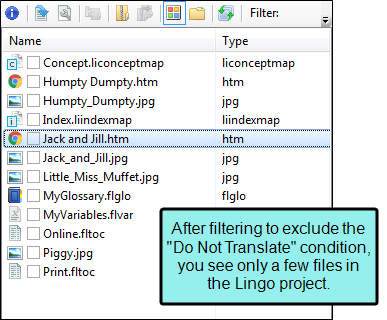 Filter:
Name Type
Concept.liconceptmap liconceptmap
Humpty Dumpty.htm htm
Humpty_Dumpty.jpg jpg
Index.liindexmap liindexmap
Jack and Jill.htm htm
Jack_and_Jill.jpg jpg
Little_Miss_Muffet.jpg jpg
MyGlossary.flglo flglo
MyVariables.flvar
Online.fltoc
Piggy.jpg
Print.fltoc
After filtering to exclude the
"Do Not Translate" condition,
you see only a few files in
the Lingo project.